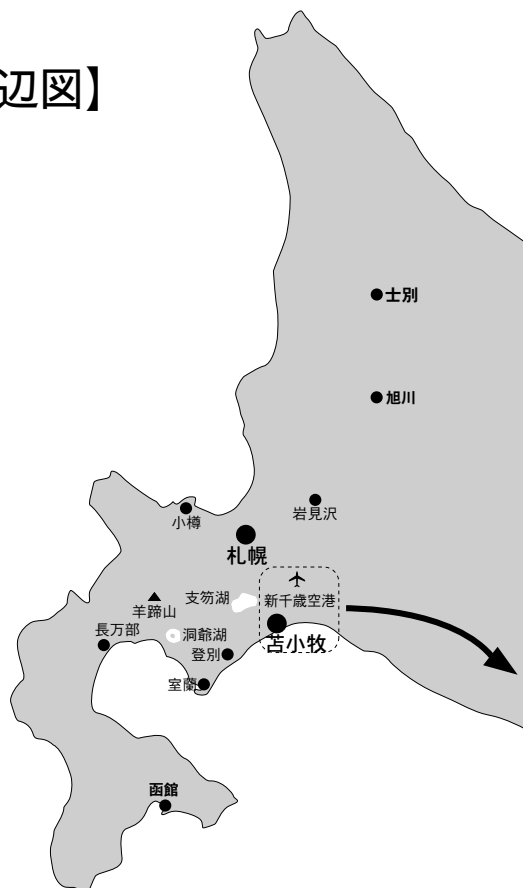 辺図】
士別
旭川
岩見沢
小樽
札幌
支笏湖
新千歳空港
羊蹄山
長万部
洞爺湖
苫小牧
登別
室蘭
函館